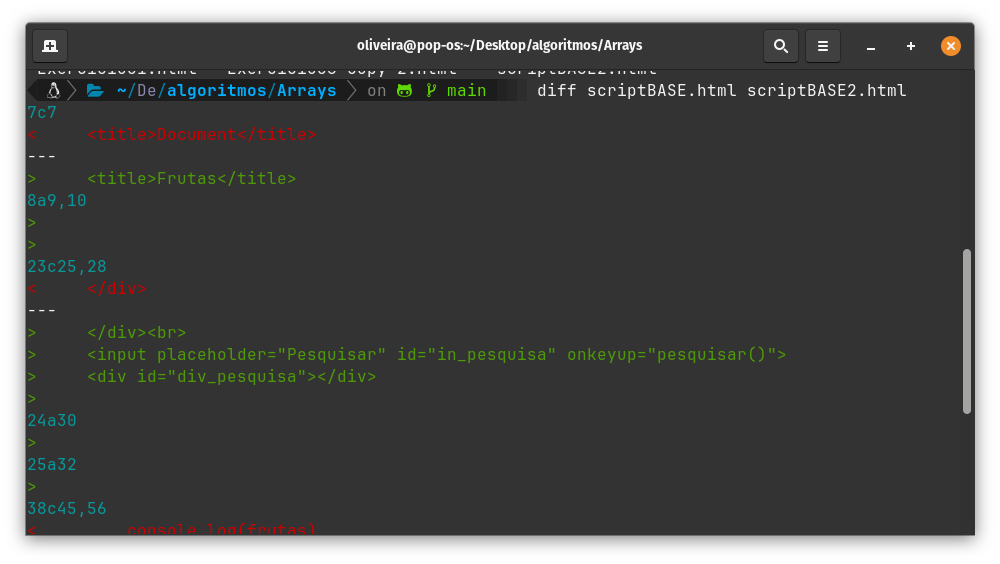 oliveira@pop-os:~/Desktop/algoritmos/Arrays
~/De/algoritmos/Arrays on main diff scriptBASE.html scriptBASE2.html
7c7
<     <title>Document</title>
---
>     <title>Frutas</title>
8a9,10
>
>
23c25,28
<     </div>
---
>     </div><br>
>     <input placeholder="Pesquisar" id="in_pesquisa" onkeyup="pesquisar()">
>     <div id="div_pesquisa"></div>
>
24a30
>
25a32
>
38c45,56
<         console.log(frutas)